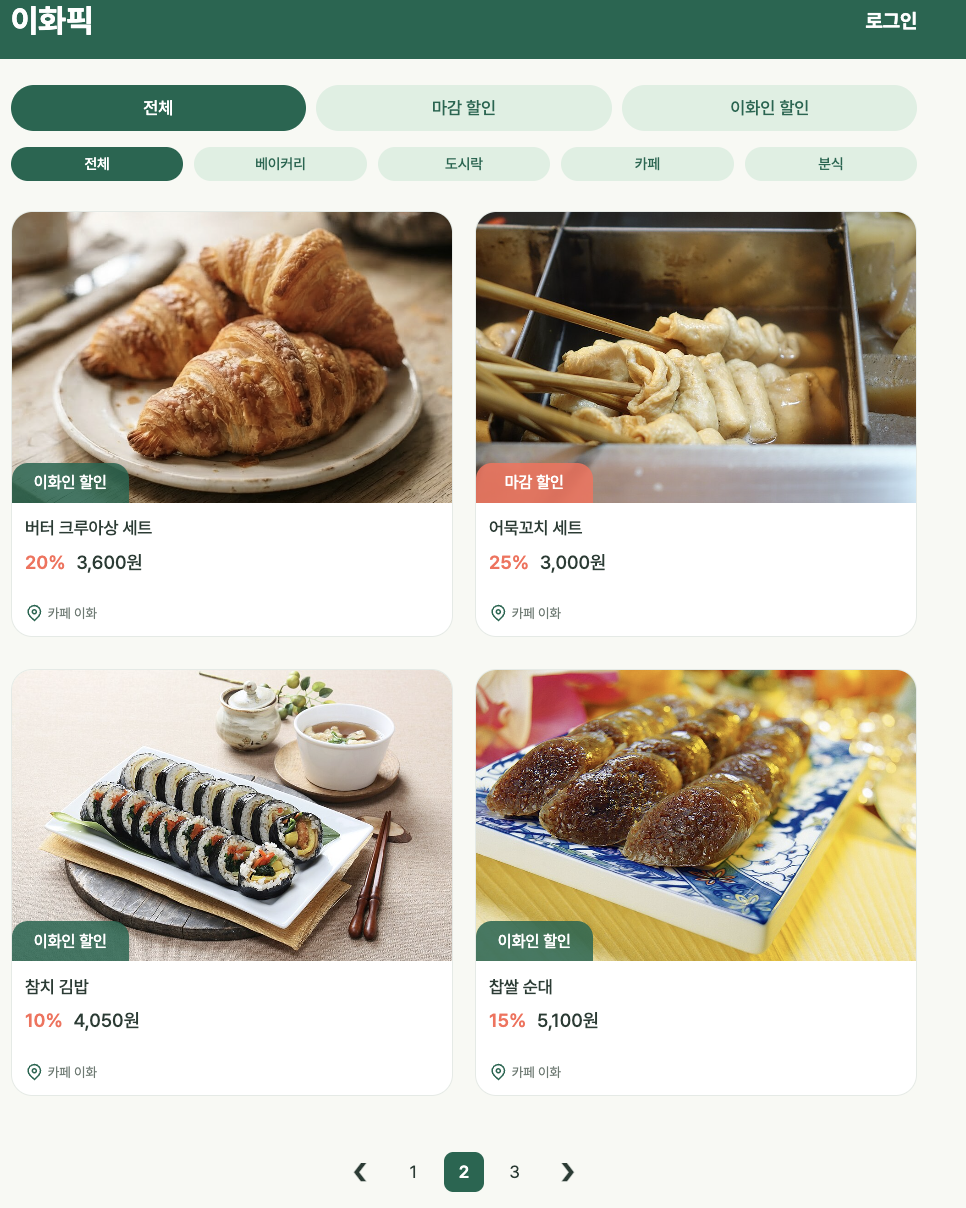 이화픽
로그인
전체
마감 할인
이화인 할인
전체
베이커리
도시락
카페
분식
이화인 할인
버터 크루아상 세트
20% 3,600원
카페 이화
마감 할인
어묵꼬치 세트
25% 3,000원
카페 이화
이화인 할인
참치 김밥
10% 4,050원
카페 이화
이화인 할인
찹쌀 순대
15% 5,100원
카페 이화
❮ 1 2 3 ❯